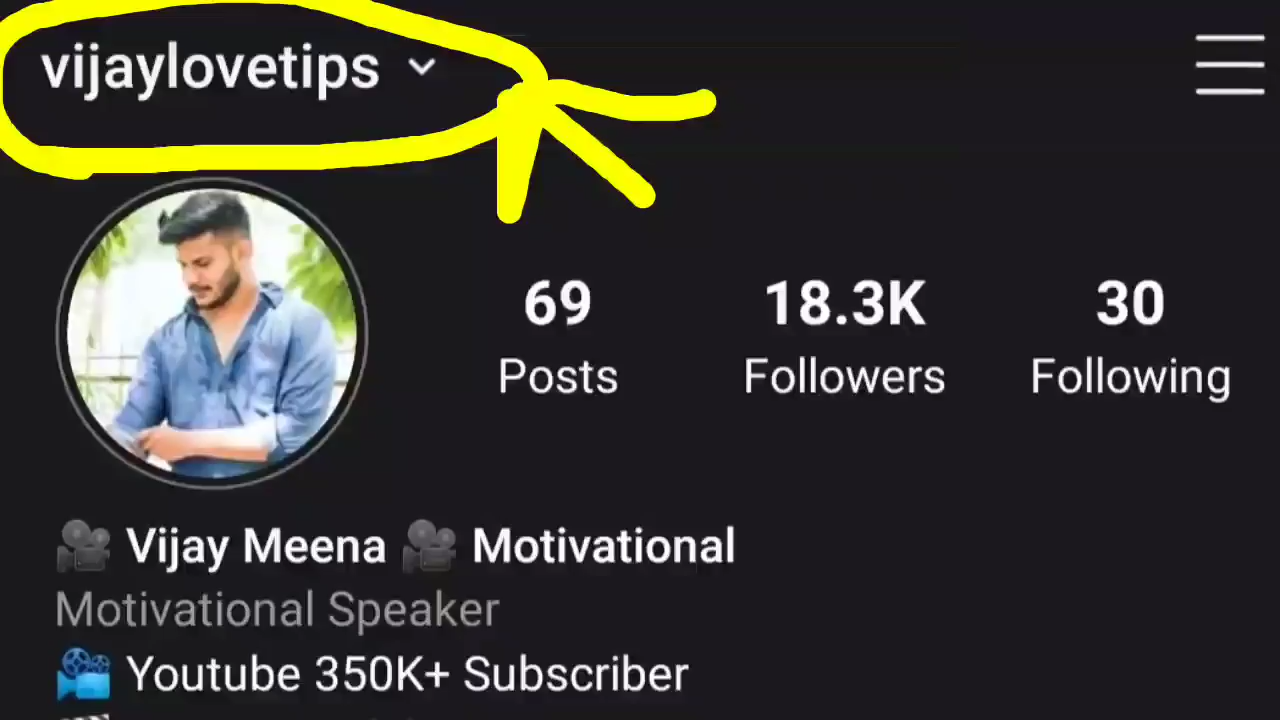 vijaylovetips
69 18.3K 30
Posts Followers Following
Vijay Meena Motivational
Motivational Speaker
Youtube 350K+ Subscriber